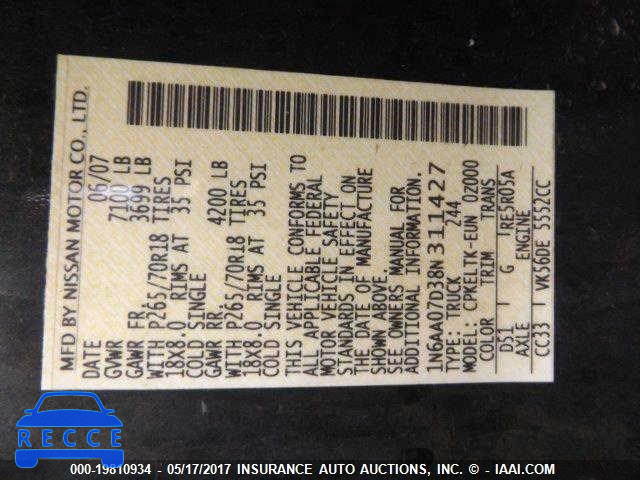 MFD BY NISSAN MOTOR CO., LTD.
DATE 06/07
GVWR 7100 LB
GAWR FR. 3699 LB
WITH P265/70R18 TIRES
18X8.0 RIMS AT 35 PSI
COLD SINGLE
GAWR RR. 4200 LB
WITH P265/70R18 TIRES
18X8.0 RIMS AT 35 PSI
COLD SINGLE
THIS VEHICLE CONFORMS TO
ALL APPLICABLE FEDERAL
MOTOR VEHICLE SAFETY
STANDARDS IN EFFECT ON
THE DATE OF MANUFACTURE
SHOWN ABOVE.
SEE OWNERS MANUAL FOR
ADDITIONAL INFORMATION.
1N6AA07D38N311427
TYPE: TRUCK 244
MODEL: CPKELTK-EUN 0Z000
COLOR TRIM TRANS
D51 G RE5R05A
AXLE ENGINE
CC33 VK56DE 5552CC
RECCE
000-19810934 - 05/17/2017 INSURANCE AUTO AUCTIONS, INC. - IAAI.COM